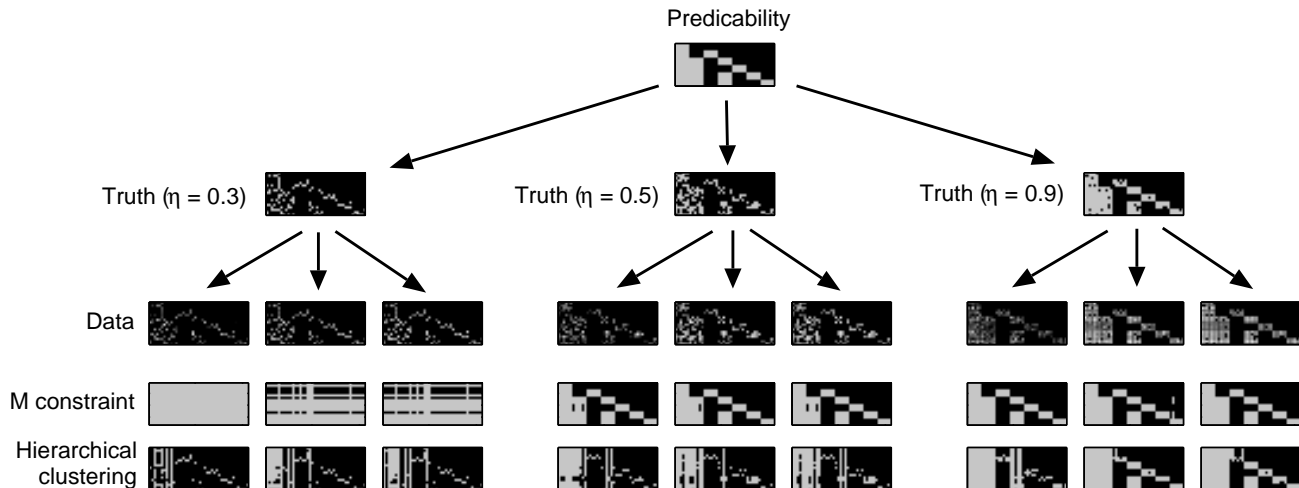 Predicability
Truth (η = 0.3)
Truth (η = 0.5)
Truth (η = 0.9)
Data
M constraint
Hierarchical
clustering